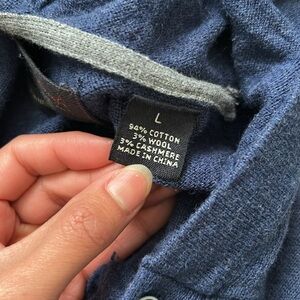 L
94% COTTON
3% WOOL
3% CASHMERE
MADE IN CHINA